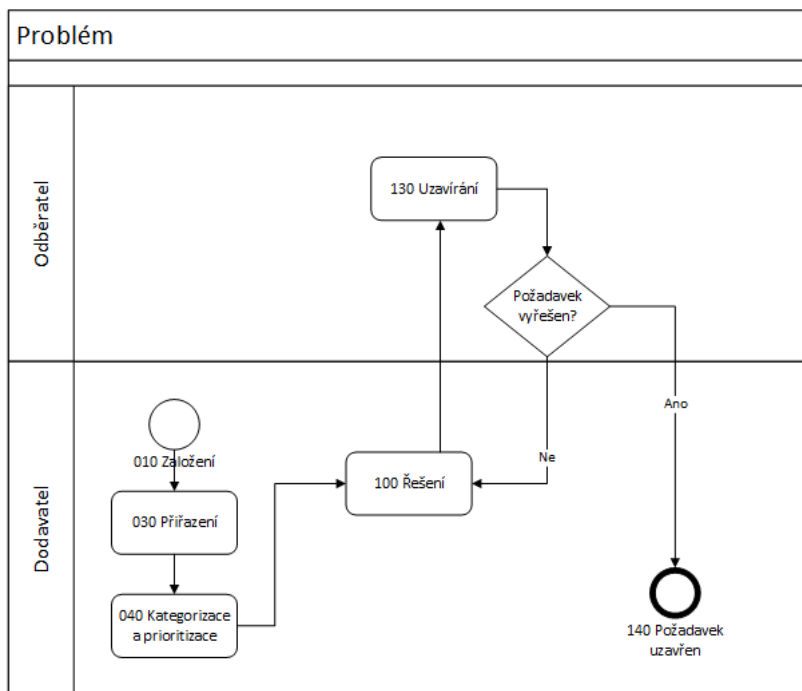 Problém
Odběratel
130 Uzavírání
Požadavek
vyřešen?
Dodavatel
010 Založení
030 Přiřazení
040 Kategorizace
a prioritizace
100 Řešení
Ne
Ano
140 Požadavek
uzavřen